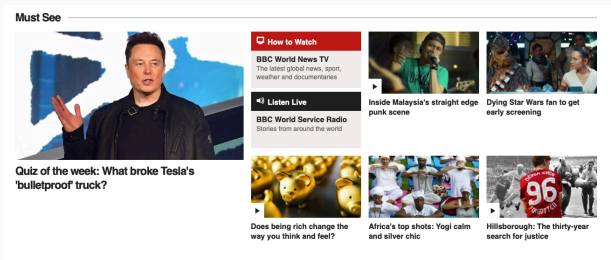 Must See
Quiz of the week: What broke Tesla's
'bulletproof' truck?
How to Watch
BBC World News TV
The latest global news, sport,
weather and documentaries
Listen Live
BBC World Service Radio
Stories from around the world
Inside Malaysia's straight edge
punk scene
Dying Star Wars fan to get
early screening
Does being rich change the
way you think and feel?
Africa's top shots: Yogi calm
and silver chic
96
Hillsborough: The thirty-year
search for justice